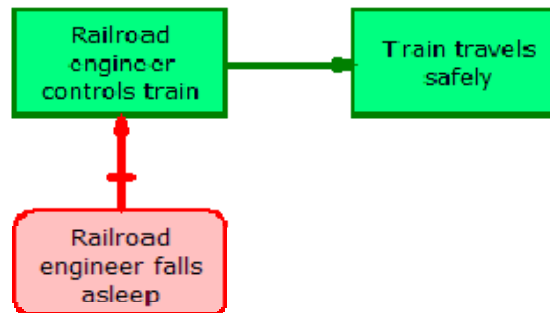 Railroad
engineer
controls train
Train travels
safely
Railroad
engineer falls
asleep